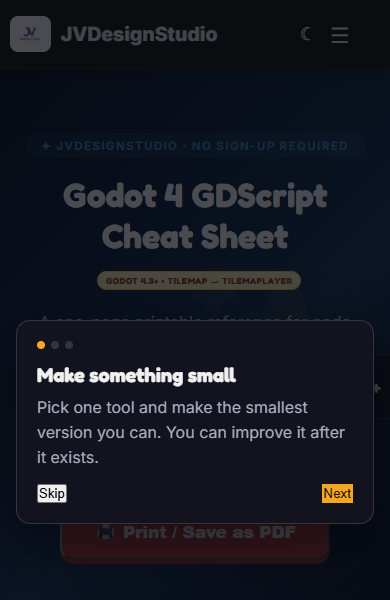 JV
JVDesignStudio
✦ JVDESIGNSTUDIO · NO SIGN-UP REQUIRED
Godot 4 GDScript
Cheat Sheet
GODOT 4.3+ • TILEMAP → TILEMAPLAYER
A one-page printable reference for node
Make something small
Pick one tool and make the smallest
version you can. You can improve it after
it exists.
Skip
Next
Print / Save as PDF